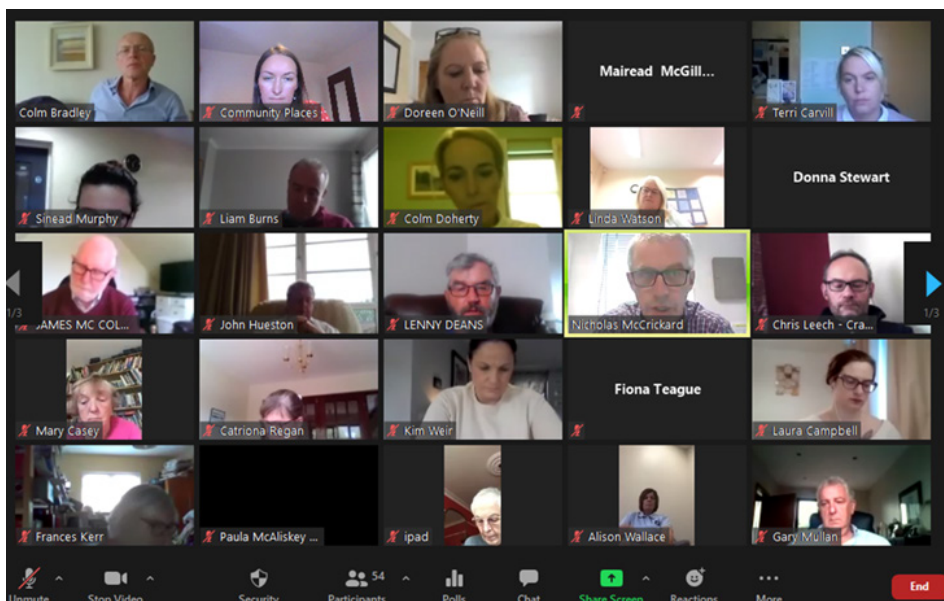 Colm Bradley
Community Places
Doreen O'Neill
Mairead McGill...
Terri Carvill
Sinead Murphy
Liam Burns
Colm Doherty
Linda Watson
Donna Stewart
1/3
JAMES MC COL...
John Hueston
LENNY DEANS
Nicholas McCrickard
Chris Leech - Cra...
1/3
Mary Casey
Catriona Regan
Kim Weir
Fiona Teague
Laura Campbell
Frances Kerr
Paula McAliskey ...
ipad
Alison Wallace
Gary Mullan
Unmute
Stop Video
Security
54
Participants
Polls
Chat
Share Screen
Reactions
More
End